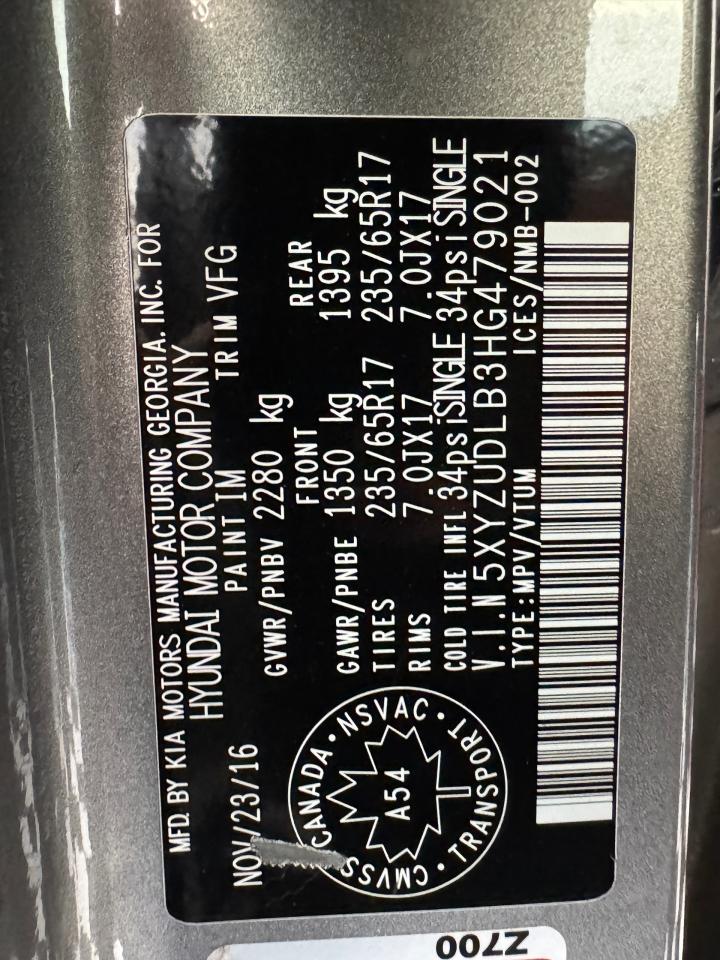 MFD. BY KIA MOTORS MANUFACTURING GEORGIA, INC. FOR
HYUNDAI MOTOR COMPANY
NOV/23/16 PAINT IM TRIM VFG
GVWR/PNBV 2280 kg
FRONT REAR
GAWR/PNBE 1350 kg 1395 kg
TIRES 235/65R17 235/65R17
RIMS 7.0JX17 7.0JX17
COLD TIRE INFL 34psi SINGLE 34psi SINGLE
V.I.N 5XYZUDLB3HG479021
TYPE:MPV/VTUM ICES/NMB-002
CANADA • NSVAC • TRANSPORT • CMVSS
A54
Z700